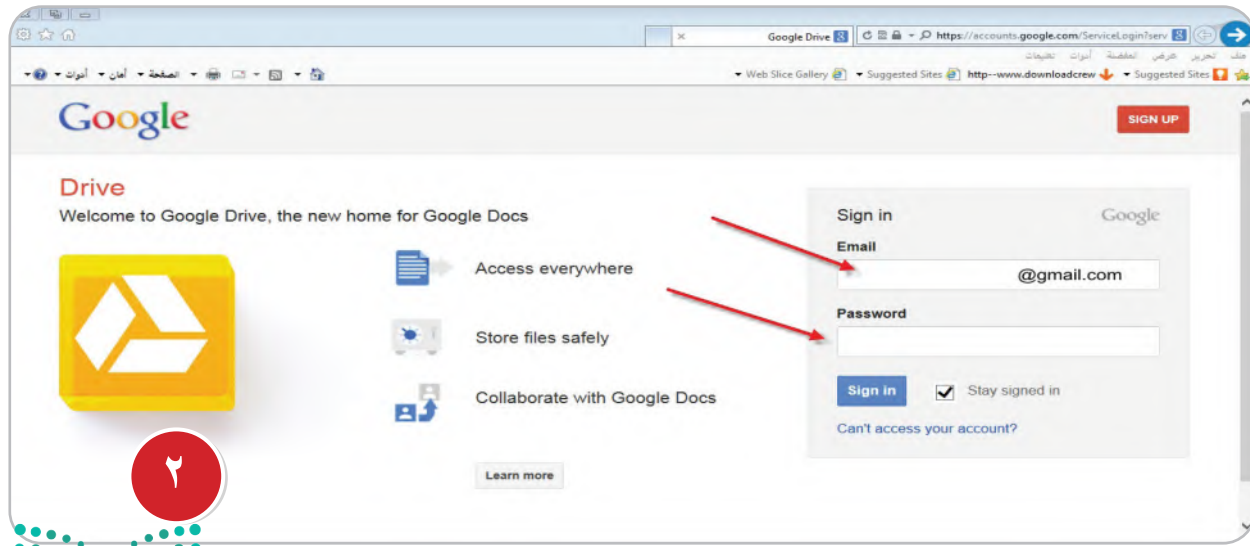 Google Drive
https://accounts.google.com/ServiceLogin?serv
تحرير عرض المفضلة أدوات تعليمات
Suggested Sites
http--www.downloadcrew
Suggested Sites
Web Slice Gallery
الصفحة
أمان
أدوات
Google
SIGN UP
Drive
Welcome to Google Drive, the new home for Google Docs
Access everywhere
Store files safely
Collaborate with Google Docs
Learn more
Sign in Google
Email
@gmail.com
Password
Sign in Stay signed in
Can't access your account?
٢